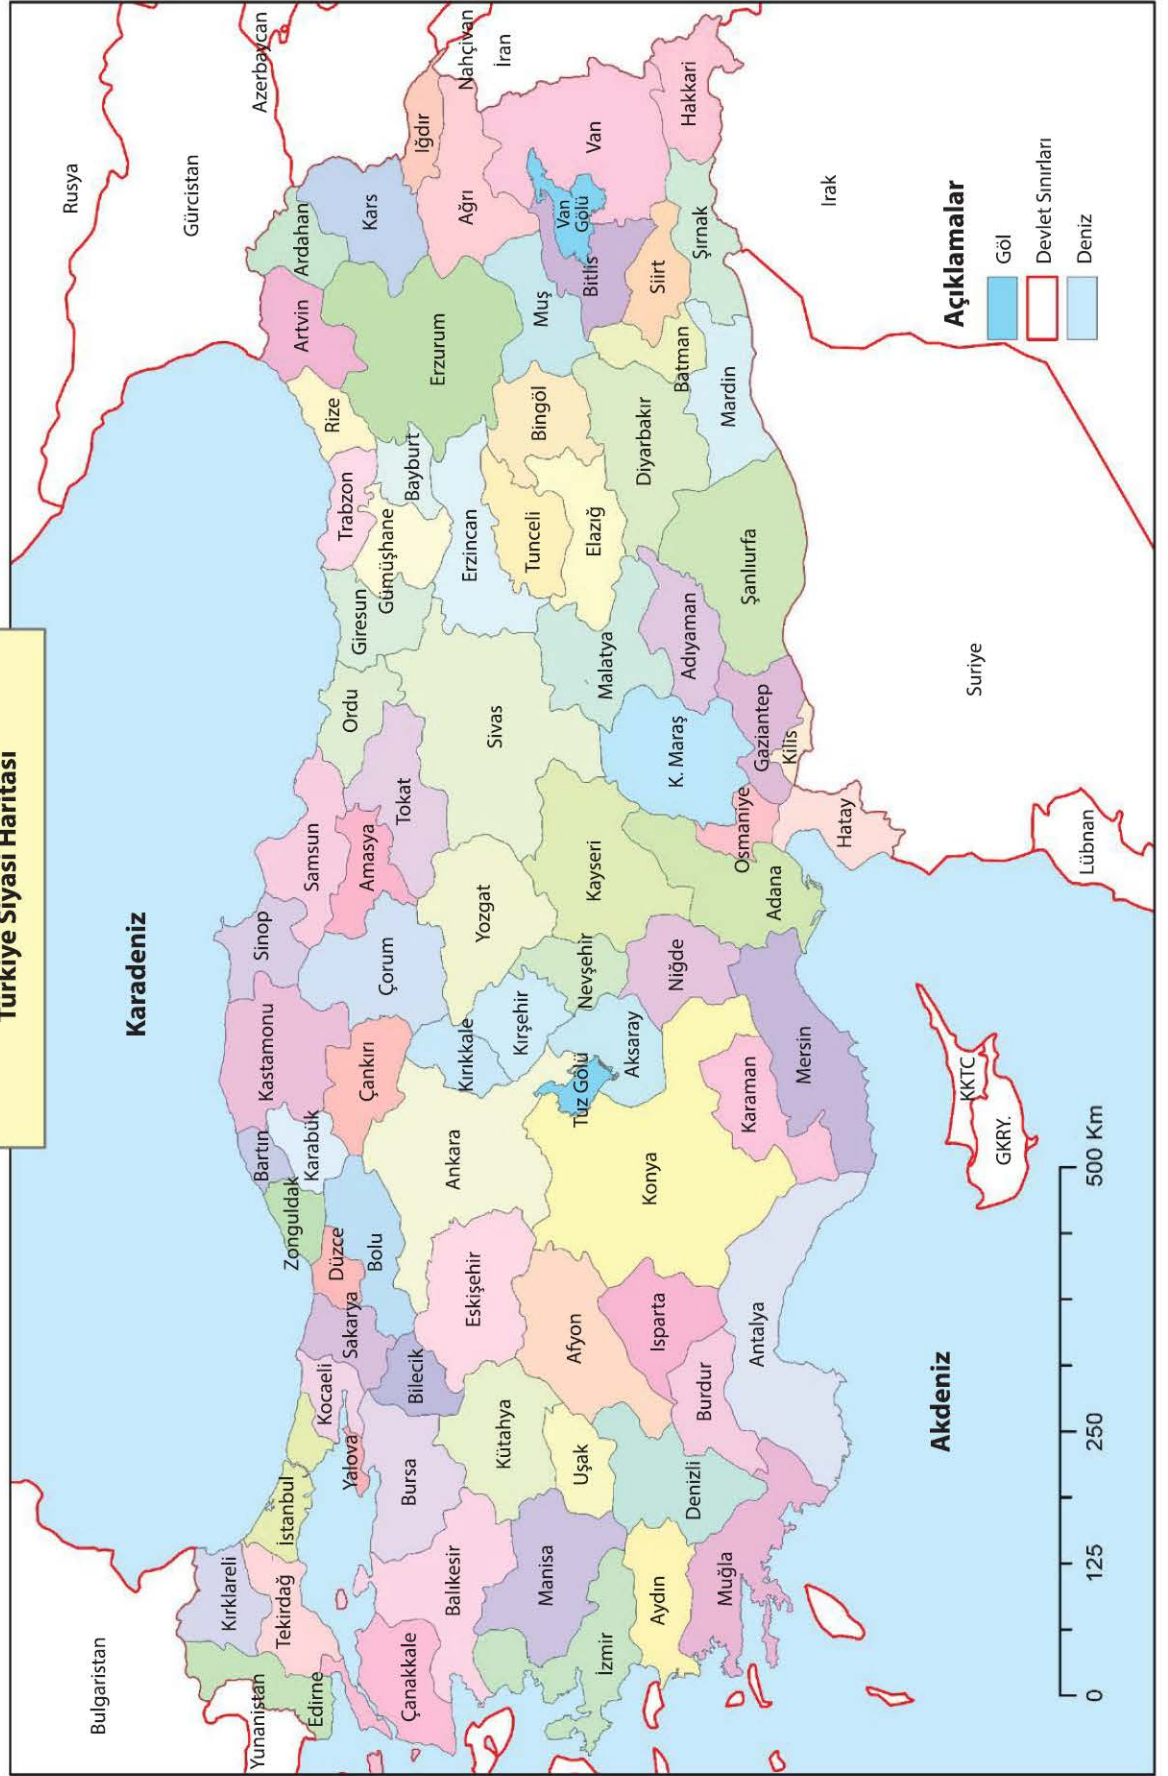 Türkiye Siyasi Haritası
Rusya
Gürcistan
Azerbaycan
Nahçivan
İran
Bulgaristan
Yunanistan
Karadeniz
Kırklareli
Edirne
Tekirdağ
İstanbul
Kocaeli
Yalova
Sakarya
Düzce
Zonguldak
Bartın
Karabük
Kastamonu
Sinop
Samsun
Ordu
Giresun
Trabzon
Rize
Artvin
Ardahan
Kars
Iğdır
Ağrı
Çanakkale
Balıkesir
Bursa
Bilecik
Bolu
Çankırı
Çorum
Amasya
Tokat
Gümüşhane
Bayburt
Erzurum
Kütahya
Eskişehir
Ankara
Kırıkkale
Kırşehir
Yozgat
Sivas
Erzincan
Tunceli
Bingöl
Muş
Bitlis
Van
Gölü
Van
Manisa
İzmir
Uşak
Afyon
Tuz Gölü
Aksaray
Nevşehir
Kayseri
Malatya
Elazığ
Diyarbakır
Batman
Siirt
Şırnak
Hakkari
Aydın
Denizli
Muğla
Burdur
Isparta
Antalya
Konya
Karaman
Mersin
Niğde
Adana
Osmaniye
K. Maraş
Gaziantep
Kilis
Hatay
Adıyaman
Şanlıurfa
Mardin
Irak
Suriye
Lübnan
KKTC
GKRY.
Akdeniz
0 125 250 500 Km
Açıklamalar
Göl
Devlet Sınırları
Deniz